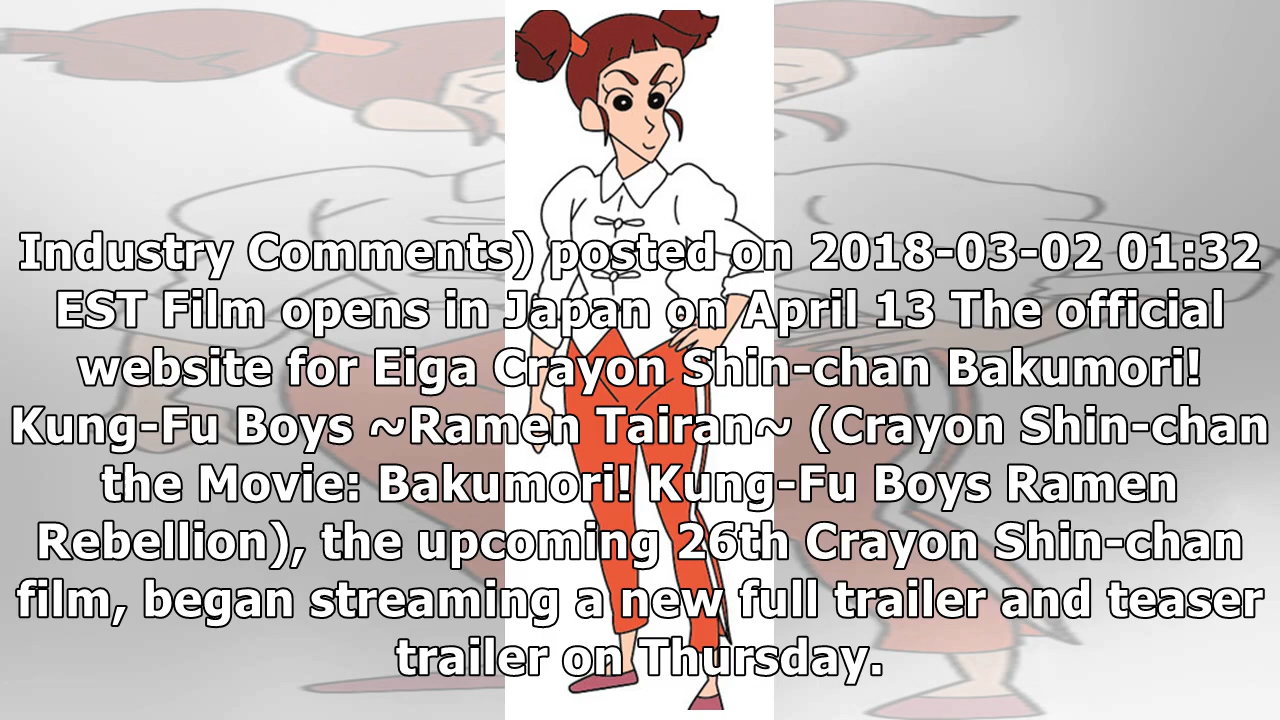 Industry Comments) posted on 2018-03-02 01:32
EST Film opens in Japan on April 13 The official
website for Eiga Crayon Shin-chan Bakumori!
Kung-Fu Boys ~Ramen Tairan~ (Crayon Shin-chan
the Movie: Bakumori! Kung-Fu Boys Ramen
Rebellion), the upcoming 26th Crayon Shin-chan
film, began streaming a new full trailer and teaser
trailer on Thursday.